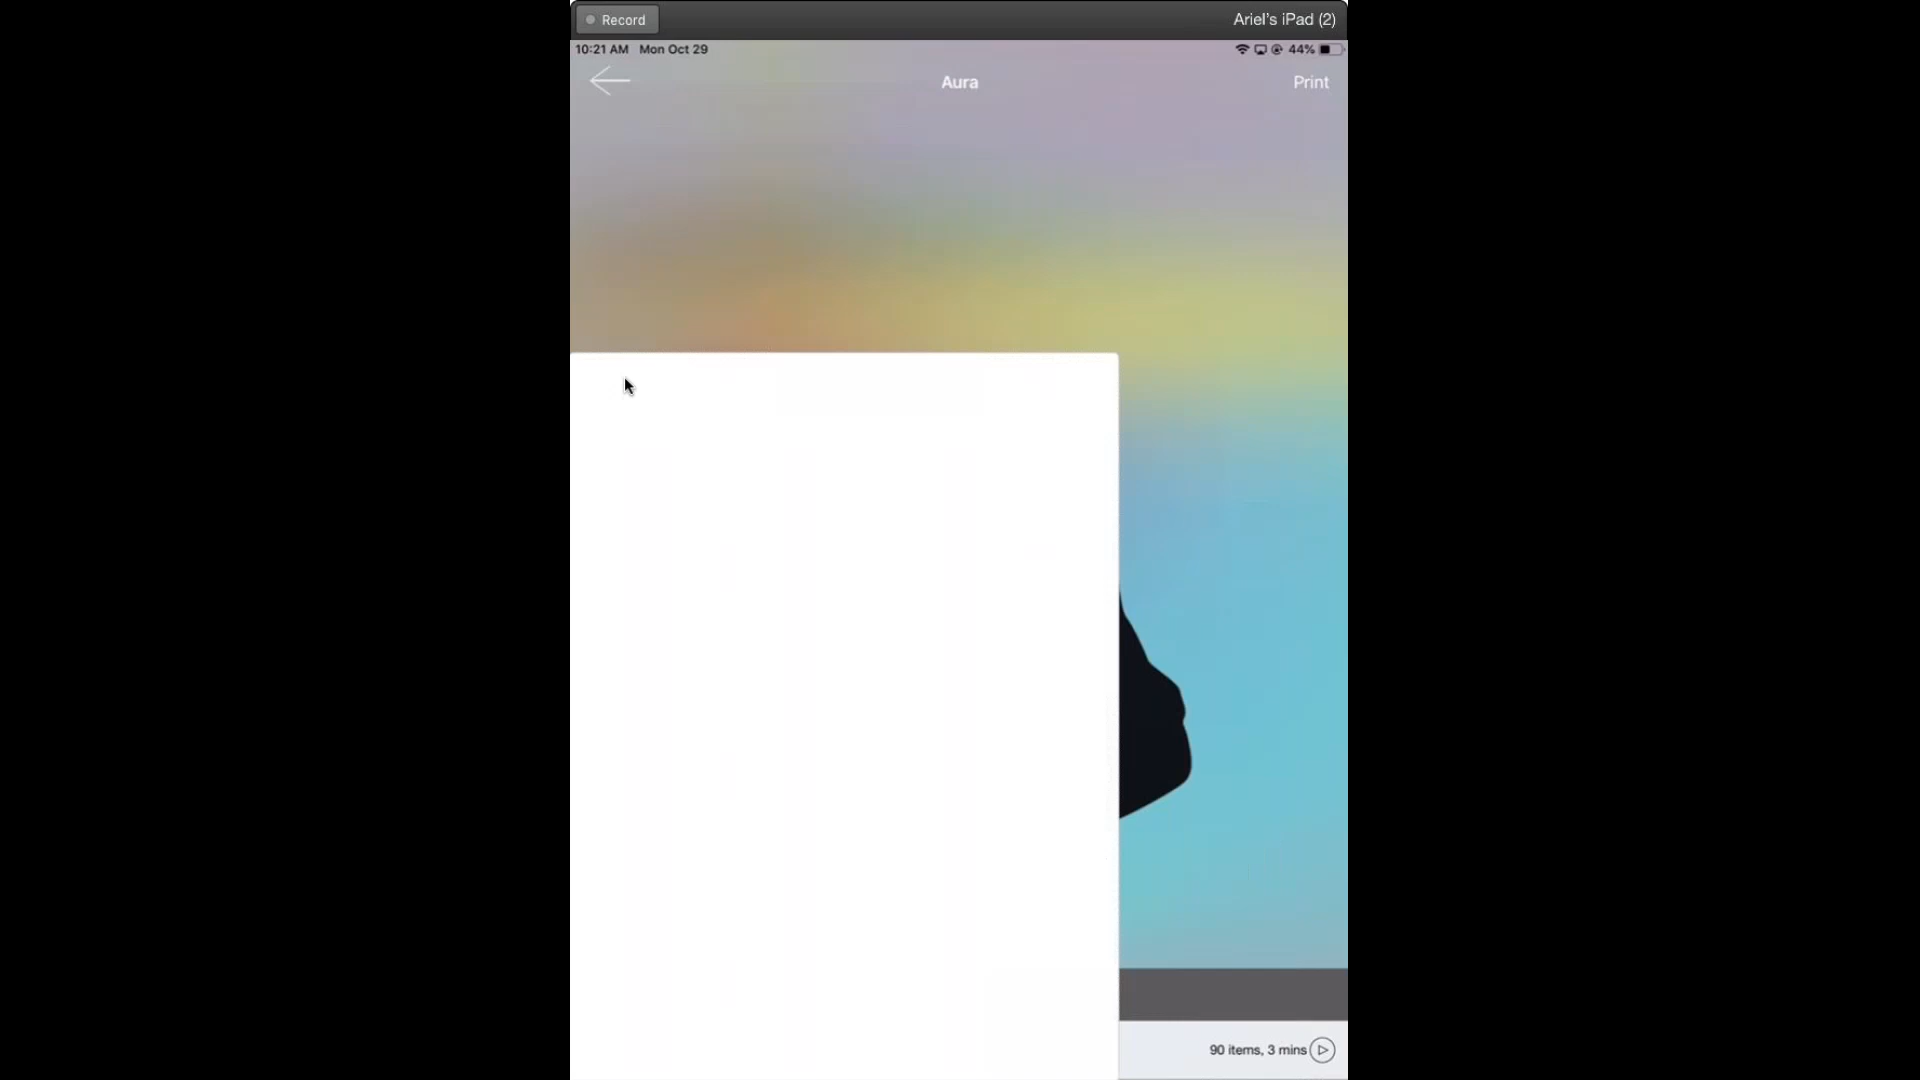 Record
Ariel's iPad (2)
10:21 AM Mon Oct 29
44%
Aura
Print
90 items, 3 mins